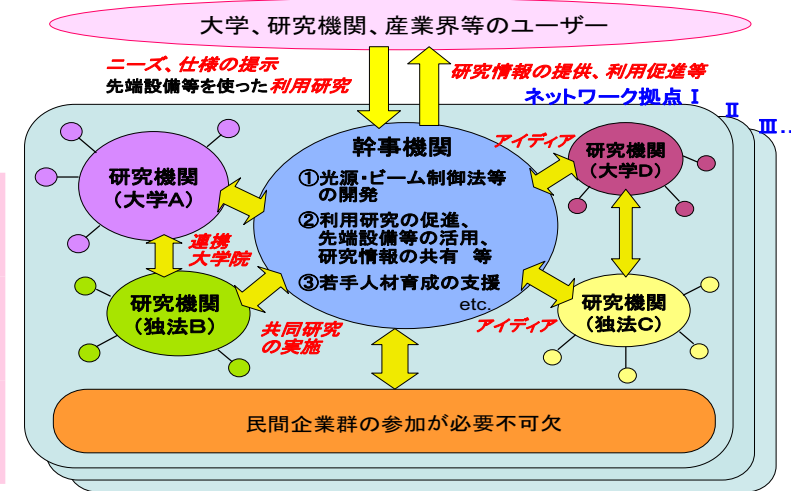 大学、研究機関、産業界等のユーザー
ニーズ、仕様の提示
先端設備等を使った利用研究
研究情報の提供、利用促進等
ネットワーク拠点Ⅰ
Ⅱ
Ⅲ…
幹事機関
①光源・ビーム制御法等
の開発
②利用研究の促進、
先端設備等の活用、
研究情報の共有 等
③若手人材育成の支援
etc.
研究機関
（大学A）
連携
大学院
研究機関
（独法B）
共同研究
の実施
アイディア
研究機関
（大学D）
研究機関
（独法C）
アイディア
民間企業群の参加が必要不可欠